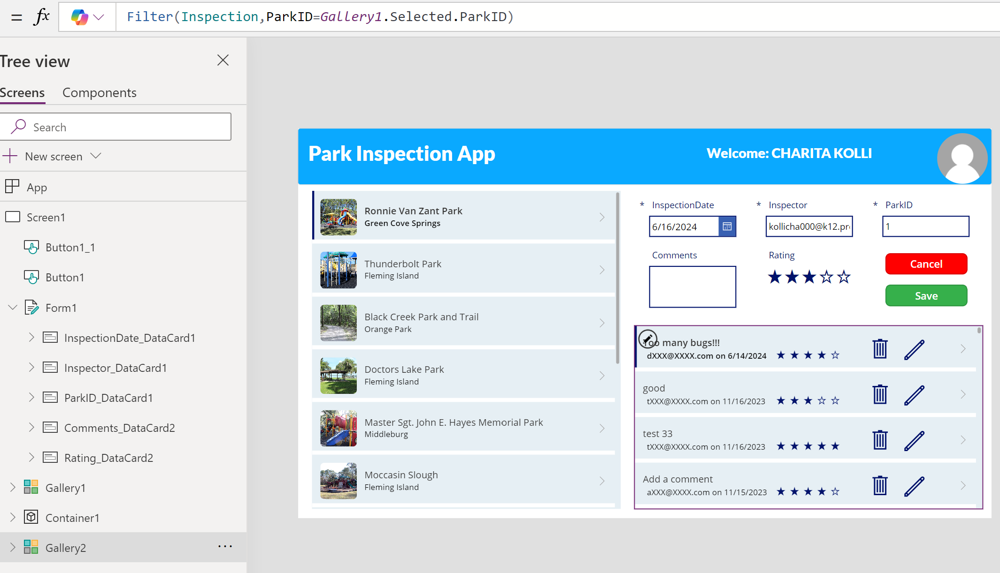 = fx Filter(Inspection,ParkID=Gallery1.Selected.ParkID)
Tree view
Screens Components
Search
New screen
App
Screen1
Button1_1
Button1
Form1
InspectionDate_DataCard1
Inspector_DataCard1
ParkID_DataCard1
Comments_DataCard2
Rating_DataCard2
Gallery1
Container1
Gallery2 ...
Park Inspection App
Welcome: CHARITA KOLLI
Ronnie Van Zant Park
Green Cove Springs
Thunderbolt Park
Fleming Island
Black Creek Park and Trail
Orange Park
Doctors Lake Park
Fleming Island
Master Sgt. John E. Hayes Memorial Park
Middleburg
Moccasin Slough
Fleming Island
* InspectionDate * Inspector * ParkID
6/16/2024 kollicha000@k12.pr 1
Comments Rating
Cancel
Save
Too many bugs!!!
dXXX@XXXX.com on 6/14/2024
good
tXXX@XXXX.com on 11/16/2023
test 33
tXXX@XXXX.com on 11/16/2023
Add a comment
aXXX@XXXX.com on 11/15/2023